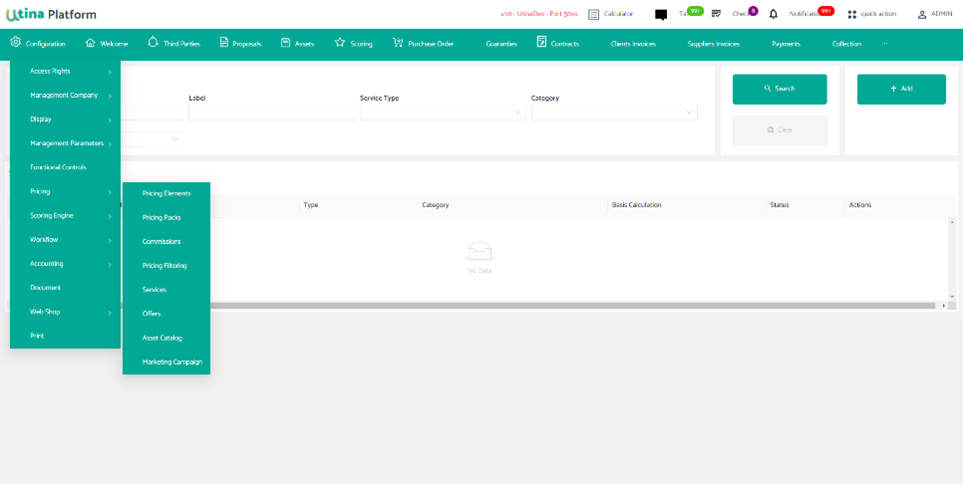 Utina Platform
v10 - UtinaDev - Port 50xx
Calculator
Ta 99+
Chec 8
Notificati 99+
quick action
ADMIN
Configuration
Welcome
Third Parties
Proposals
Assets
Scoring
Purchase Order
Guaranties
Contracts
Clients Invoices
Suppliers Invoices
Payments
Collection
...
Access Rights
Management Company
Display
Management Parameters
Functional Controls
Pricing
Scoring Engine
Workflow
Accounting
Document
Web Shop
Print
Pricing Elements
Pricing Packs
Commissions
Pricing Filtering
Services
Offers
Asset Catalog
Marketing Campaign
Label
Service Type
Category
Search
Clear
+ Add
Type
Category
Basis Calculation
Status
Actions
No Data